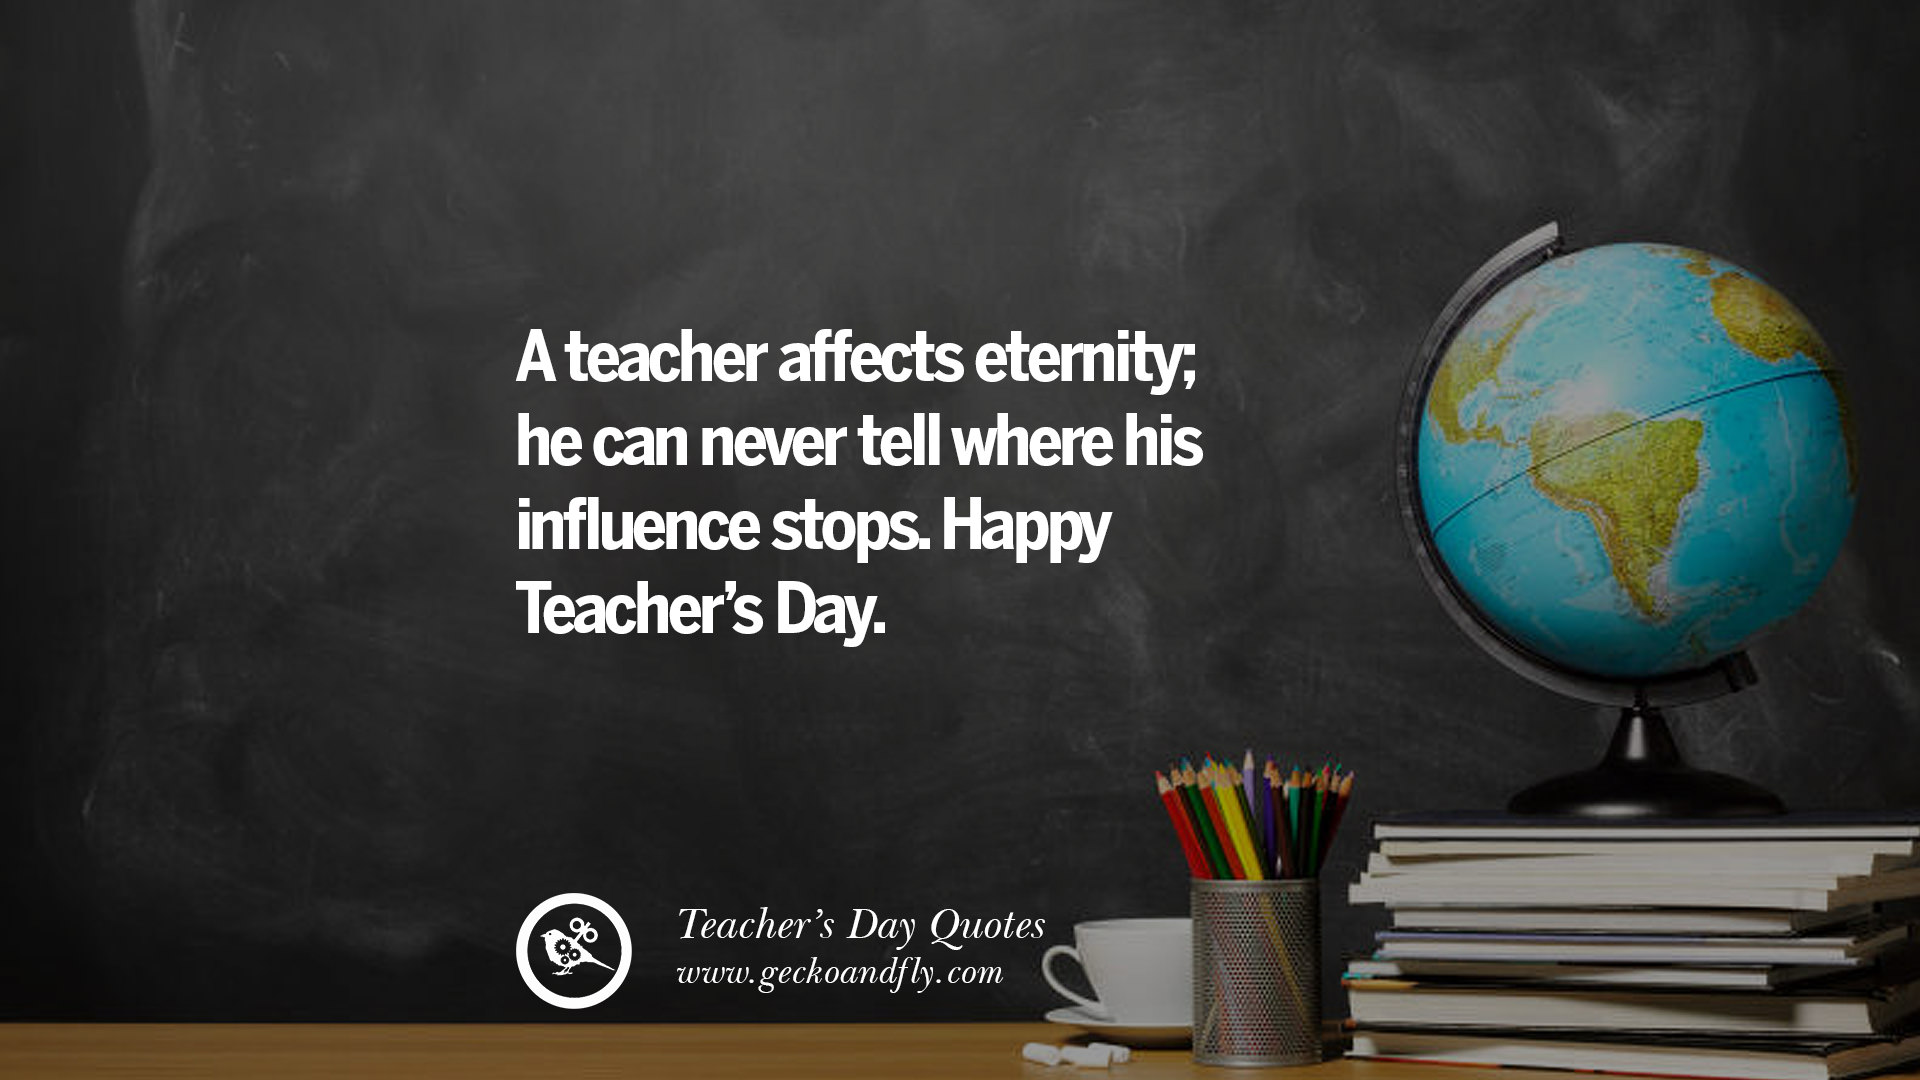 A teacher affects eternity;
he can never tell where his
influence stops. Happy
Teacher’s Day.
Teacher’s Day Quotes
www.geckoandfly.com